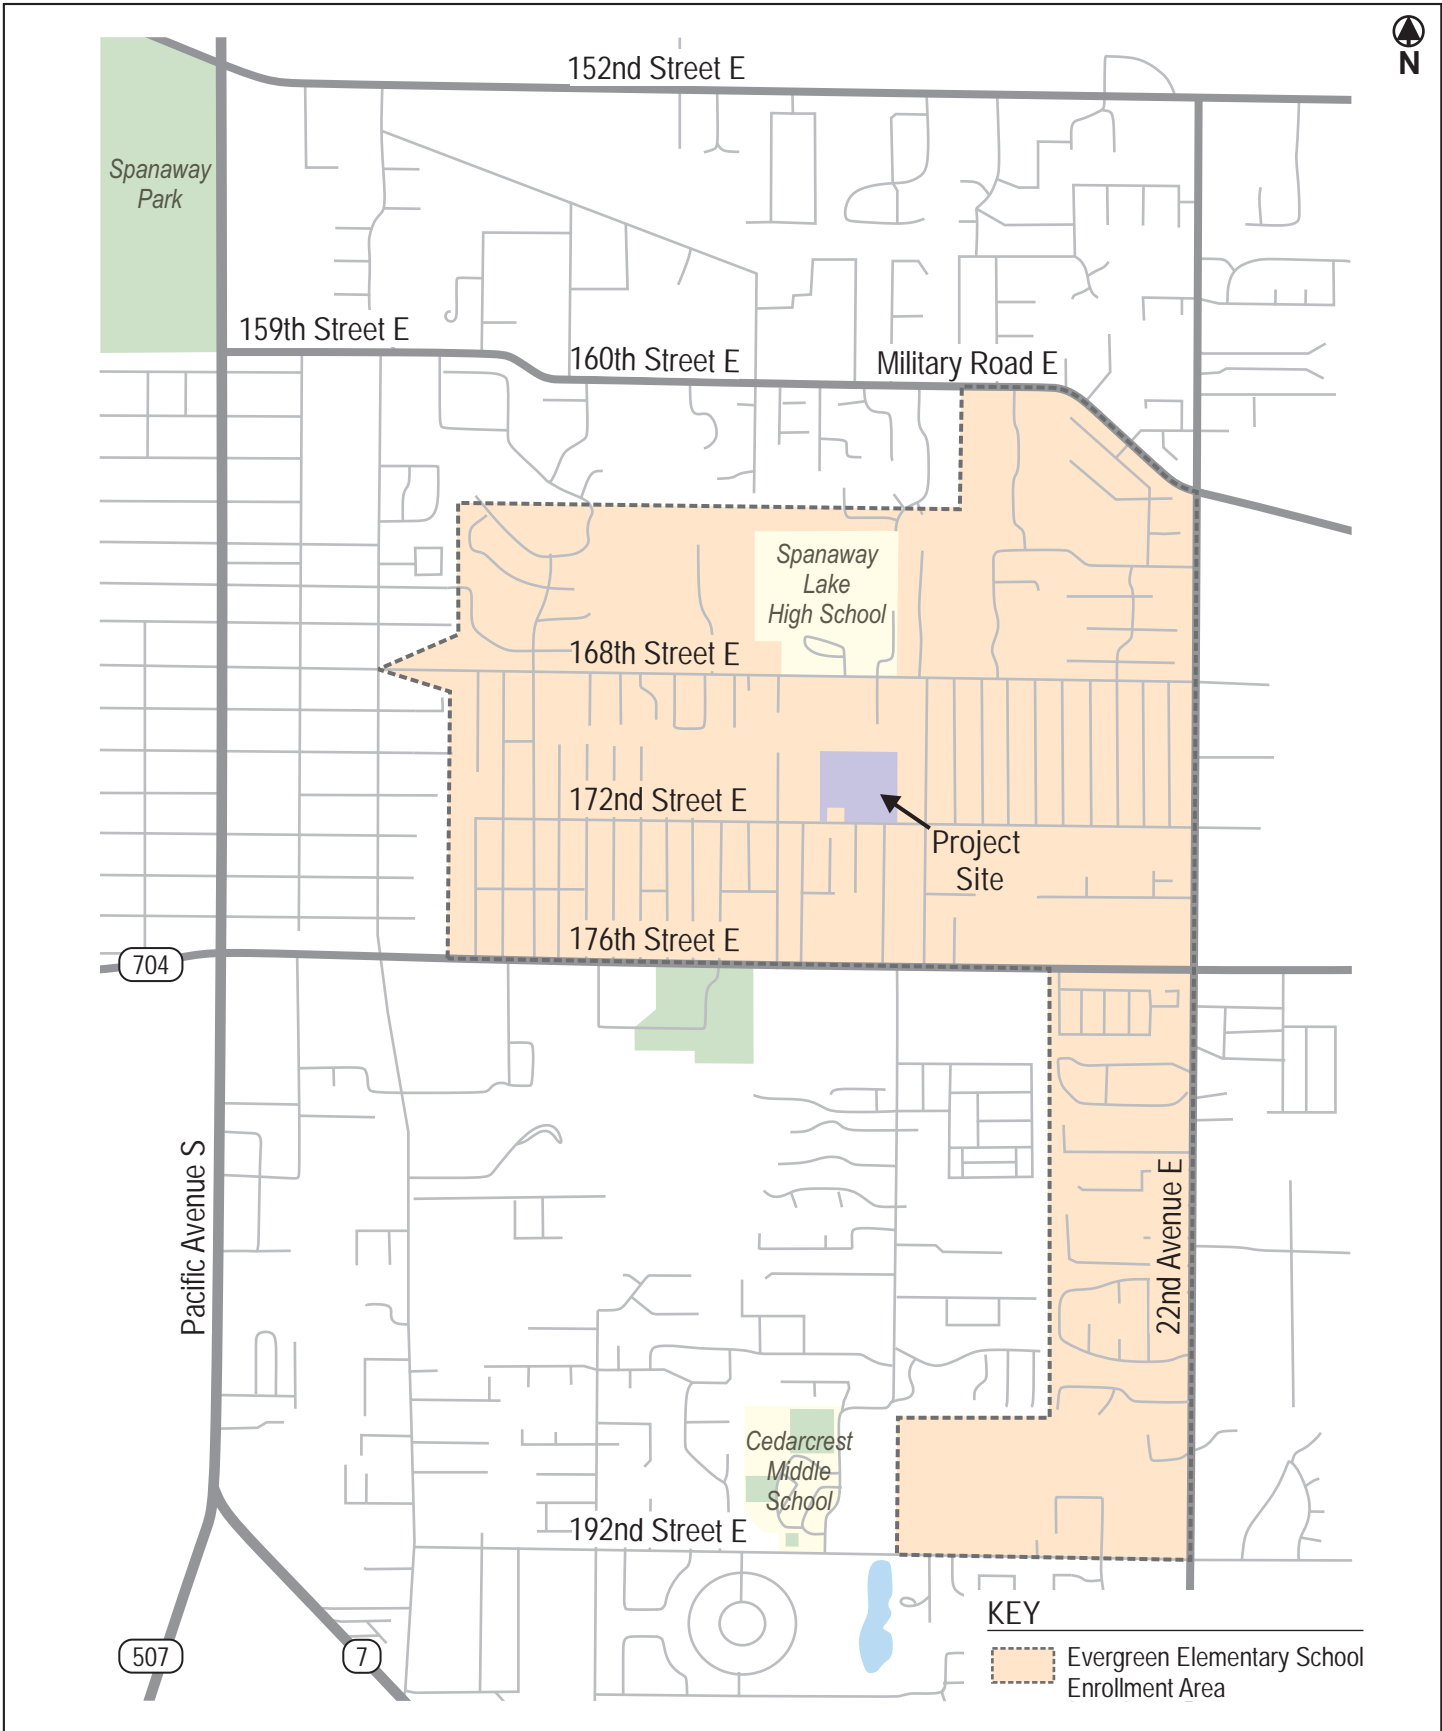 N
152nd Street E
Spanaway
Park
159th Street E
160th Street E
Military Road E
Spanaway
Lake
High School
168th Street E
172nd Street E
Project
Site
176th Street E
704
Pacific Avenue S
22nd Avenue E
Cedarcrest
Middle
School
192nd Street E
507
7
KEY
Evergreen Elementary School
Enrollment Area